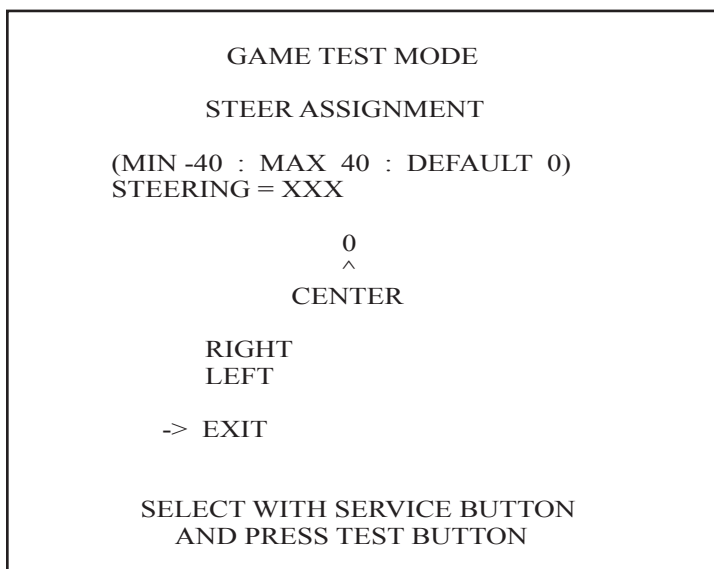 GAME TEST MODE
STEER ASSIGNMENT
(MIN -40 : MAX 40 : DEFAULT 0)
STEERING = XXX
0
^
CENTER
RIGHT
LEFT
-> EXIT
SELECT WITH SERVICE BUTTON
AND PRESS TEST BUTTON